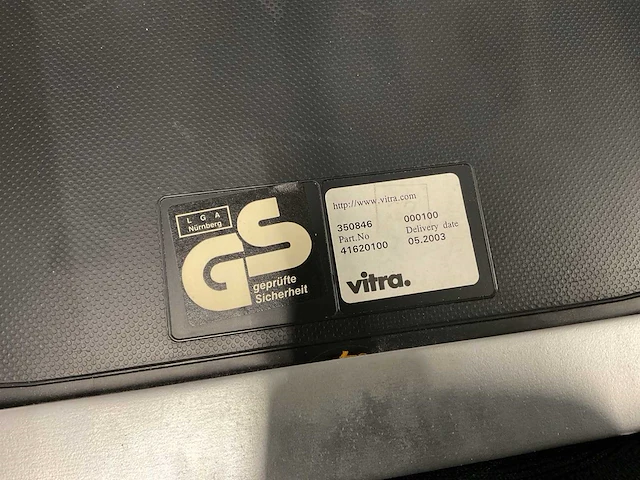 L G A
Nürnberg
GS
geprüfte
Sicherheit
http://www.vitra.com
350846 000100
Part.No Delivery date
41620100 05.2003
vitra.